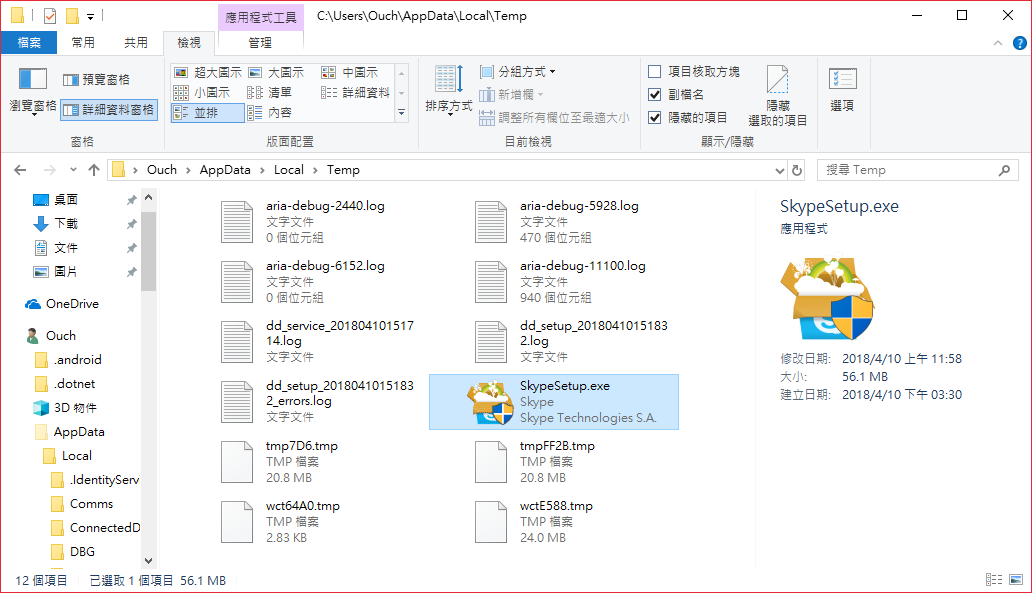 應用程式工具
C:\Users\Ouch\AppData\Local\Temp
檔案 常用 共用 檢視 管理
瀏覽窗格
預覽窗格
詳細資料窗格
窗格
超大圖示 大圖示 中圖示
小圖示 清單 詳細資料
並排 內容
版面配置
排序方式
分組方式
新增欄
調整所有欄位至最適大小
目前檢視
項目核取方塊
副檔名
隱藏的項目
隱藏
選取的項目
顯示/隱藏
選項
Ouch AppData Local Temp
搜尋 Temp
桌面
下載
文件
圖片
OneDrive
Ouch
.android
.dotnet
3D 物件
AppData
Local
.IdentityServ
Comms
ConnectedD
DBG
aria-debug-2440.log
文字文件
0 個位元組
aria-debug-5928.log
文字文件
470 個位元組
aria-debug-6152.log
文字文件
0 個位元組
aria-debug-11100.log
文字文件
940 個位元組
dd_service_201804101517
14.log
文字文件
dd_setup_2018041015183
2.log
文字文件
dd_setup_2018041015183
2_errors.log
文字文件
SkypeSetup.exe
Skype
Skype Technologies S.A.
tmp7D6.tmp
TMP 檔案
20.8 MB
tmpFF2B.tmp
TMP 檔案
20.8 MB
wct64A0.tmp
TMP 檔案
2.83 KB
wctE588.tmp
TMP 檔案
24.0 MB
SkypeSetup.exe
應用程式
修改日期: 2018/4/10 上午 11:58
大小: 56.1 MB
建立日期: 2018/4/10 下午 03:30
12 個項目 已選取 1 個項目 56.1 MB